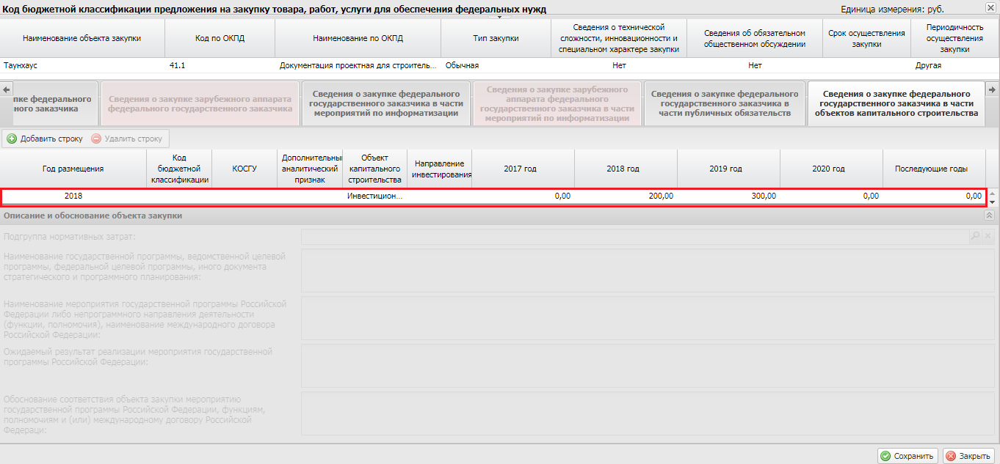 Код бюджетной классификации предложения на закупку товара, работ, услуги для обеспечения федеральных нужд
Единица измерения: руб.
Наименование объекта закупки
Код по ОКПД
Наименование по ОКПД
Тип закупки
Сведения о технической
сложности, инновационности и
специальном характере закупки
Сведения об обязательном
общественном обсуждении
Срок осуществления
закупки
Периодичность
осуществления
закупки
Таунхаус
41.1
Документация проектная для строитель...
Обычная
Нет
Нет
Другая
пке федерального
ного заказчика
Сведения о закупке зарубежного аппарата
федерального государственного заказчика
Сведения о закупке федерального
государственного заказчика в части
мероприятий по информатизации
Сведения о закупке зарубежного
аппарата федерального
государственного заказчика в части
мероприятий по информатизации
Сведения о закупке федерального
государственного заказчика в
части публичных обязательств
Сведения о закупке федерального
государственного заказчика в части
объектов капитального строительства
Добавить строку
Удалить строку
Год размещения
Код
бюджетной
классификации
КОСГУ
Дополнительны
аналитический
признак
Объект
капитального
строительства
Направление
инвестирования
2017 год
2018 год
2019 год
2020 год
Последующие годы
2018
Инвестицион...
0,00
200,00
300,00
0,00
0,00
Описание и обоснование объекта закупки
Подгруппа нормативных затрат:
Наименование государственной программы, ведомственной целевой
программы, федеральной целевой программы, иного документа
стратегического и программного планирования:
Наименование мероприятия государственной программы Российской
Федерации либо непрограммного направления деятельности
(функции, полномочия), наименование международного договора
Российской Федерации:
Ожидаемый результат реализации мероприятия государственной
программы Российской Федерации:
Обоснование соответствия объекта закупки мероприятию
государственной программы Российской Федерации, функциям,
полномочиям и (или) международному договору Российской
Федераци:
Сохранить
Закрыть